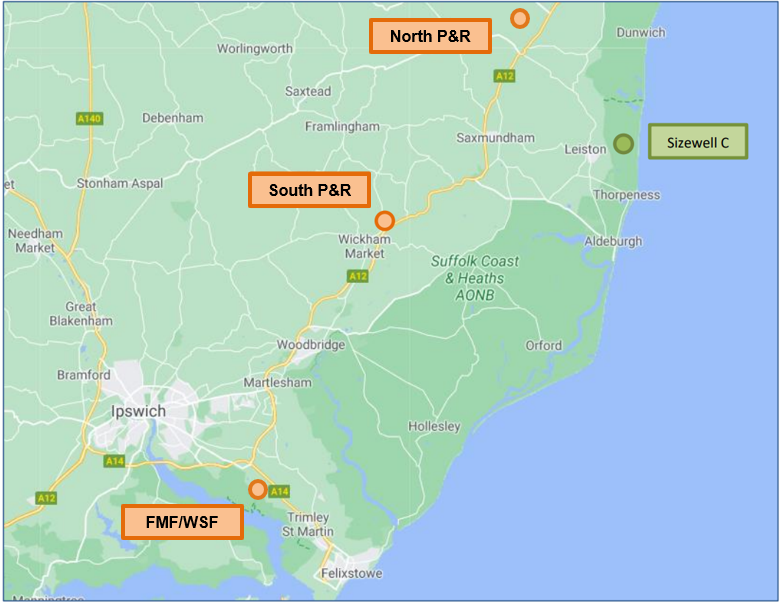 North P&R
Dunwich
Worlingworth
A12
Saxtead
A140
Debenham
Framlingham
Saxmundham
Leiston
Sizewell C
et
Stonham Aspal
South P&R
Thorpeness
Needham
Market
Wickham
Market
Aldeburgh
A12
Suffolk Coast
& Heaths
AONB
Great
Blakenham
Woodbridge
Orford
Bramford
Martlesham
Ipswich
Hollesley
A14
A12
A14
FMF/WSF
Trimley
St Martin
Felixstowe